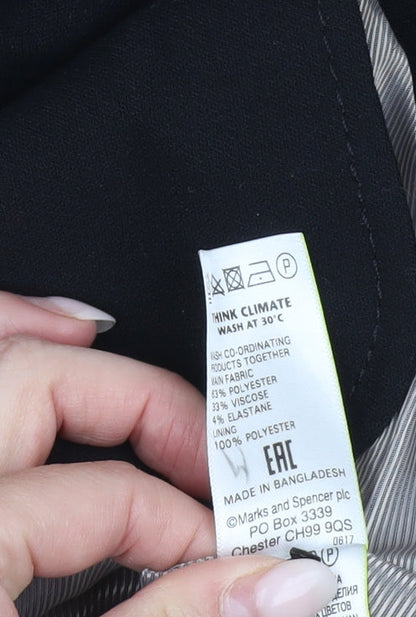 P
THINK CLIMATE
WASH AT 30°C
WASH CO-ORDINATING
PRODUCTS TOGETHER
MAIN FABRIC
63% POLYESTER
33% VISCOSE
4% ELASTANE
LINING
100% POLYESTER
EAC
MADE IN BANGLADESH
©Marks and Spencer plc
PO Box 3339
Chester CH99 9QS
0617
P